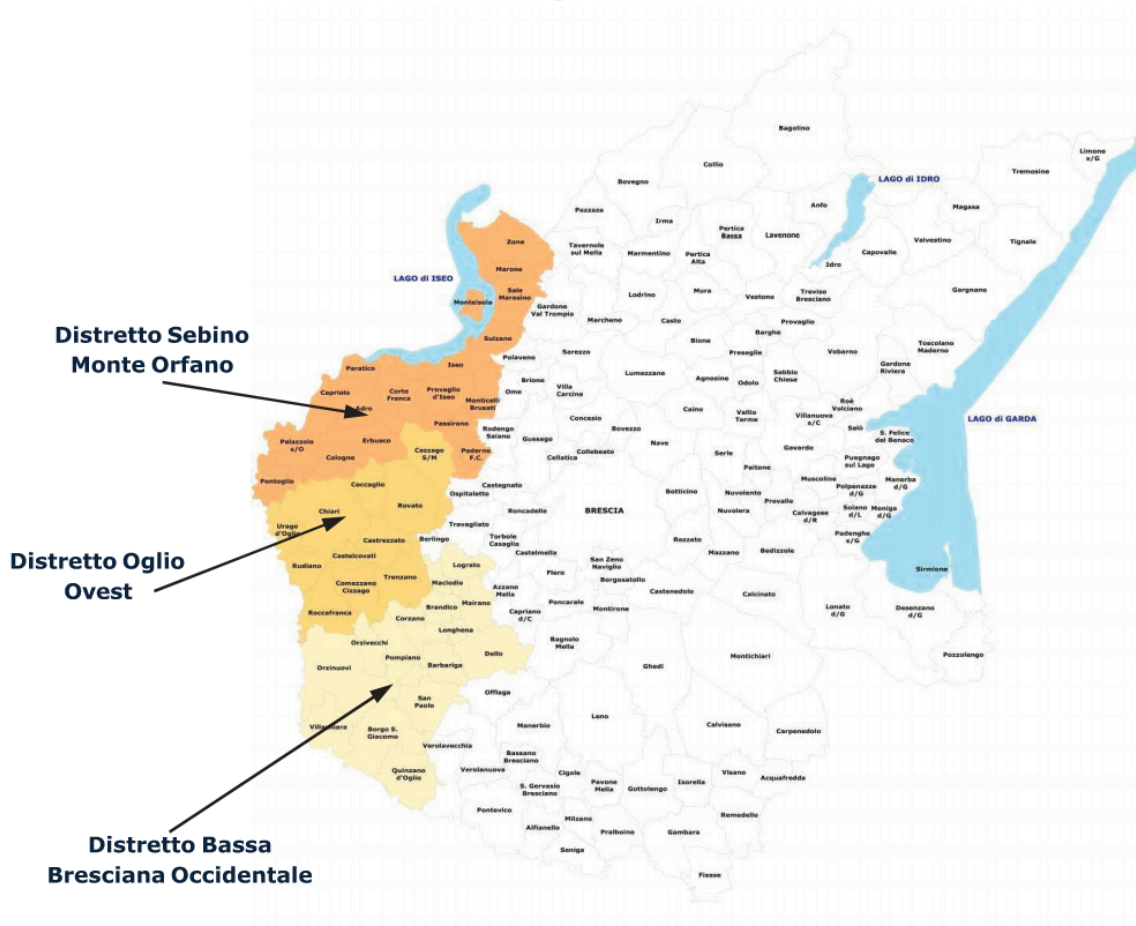 Bagolino
Limone
s/G
Collio
Tremosine
Bovegno
LAGO di IDRO
Pezzaze
Anfo
Magasa
Irma
Zone
Pertica
Bassa
Lavenone
Valvestino
Tignale
Tavernole
sul Mella
Marmentino
Pertica
Alta
Capovalle
Idro
Marone
LAGO di ISEO
Sale
Marasino
Monteisola
Lodrino
Mura
Vestone
Treviso
Bresciano
Gargnano
Gardone
Val Trompia
Marcheno
Casto
Provaglio
Barghe
Distretto Sebino
Monte Orfano
Sulzano
Bione
Preseglie
Toscolano
Maderno
Polaveno
Sarezzo
Vobarno
Gardone
Riviera
Iseo
Paratico
Lumezzane
Agnosine
Odolo
Sabbio
Chiese
Brione
Villa
Carcina
Ome
Capriolo
Corte
Franca
Provaglio
d'Iseo
Monticelli
Brusati
Adro
Caino
Vallio
Terme
Villanuova
s/C
Roè
Volciano
LAGO di GARDA
Concesio
Bovezzo
Passirano
Rodengo
Saiano
Gussago
Nave
Salò
S. Felice
del Benaco
Palazzolo
s/O
Erbusco
Cologne
Cazzago
S/M
Paderno
F.C.
Cellatica
Collebeato
Serle
Gavardo
Puegnago
sul Lago
Paitone
Pontoglio
Coccaglio
Castegnato
Ospitaletto
Botticino
Nuvolento
Muscoline
Polpenazze
d/G
Manerba
d/G
Prevalle
Chiari
Rovato
Roncadelle
BRESCIA
Nuvolera
Calvagese
d/R
Soiano
d/L
Moniga
d/G
Urago
d'Oglio
Travagliato
Castrezzato
Berlingo
Torbole
Casaglia
Rezzato
Padenghe
s/G
Castelmella
Mazzano
Bedizzole
Distretto Oglio
Ovest
Castelcovati
Rudiano
Lograto
San Zeno
Naviglio
Sirmione
Flero
Borgosatollo
Trenzano
Comezzano
Cizzago
Maclodio
Azzano
Mella
Castenedolo
Calcinato
Mairano
Brandico
Poncarale
Montirone
Roccafranca
Corzano
Capriano
d/C
Lonato
d/G
Desenzano
d/G
Longhena
Orzivecchi
Bagnolo
Mella
Pompiano
Dello
Barbariga
Orzinuovi
Ghedi
Montichiari
Pozzolengo
San
Paolo
Offlaga
Leno
Villachiara
Borgo S.
Giacomo
Manerbio
Calvisano
Carpenedolo
Verolavecchia
Bassano
Bresciano
Quinzano
d'Oglio
Verolanuova
Cigole
Visano
Acquafredda
S. Gervasio
Bresciano
Pavone
Mella
Gottolengo
Isorella
Pontevico
Milzano
Remedello
Alfianello
Pralboino
Gambara
Distretto Bassa
Bresciana Occidentale
Seniga
Fiesse